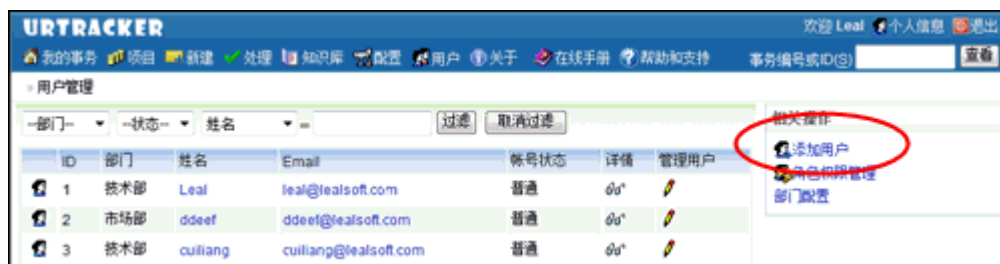 URTRACKER 欢迎 Leal 个人信息 退出
我的事务 项目 新建 处理 知识库 配置 用户 关于 在线手册 帮助和支持 事务编号或ID(S) 查看
» 用户管理
--部门-- --状态-- 姓名 = 过滤 取消过滤
相关操作
添加用户
角色权限管理
部门配置
ID 部门 姓名 Email 帐号状态 详情 管理用户
1 技术部 Leal leal@lealsoft.com 普通
2 市场部 ddeef ddeef@lealsoft.com 普通
3 技术部 cuiliang cuiliang@lealsoft.com 普通